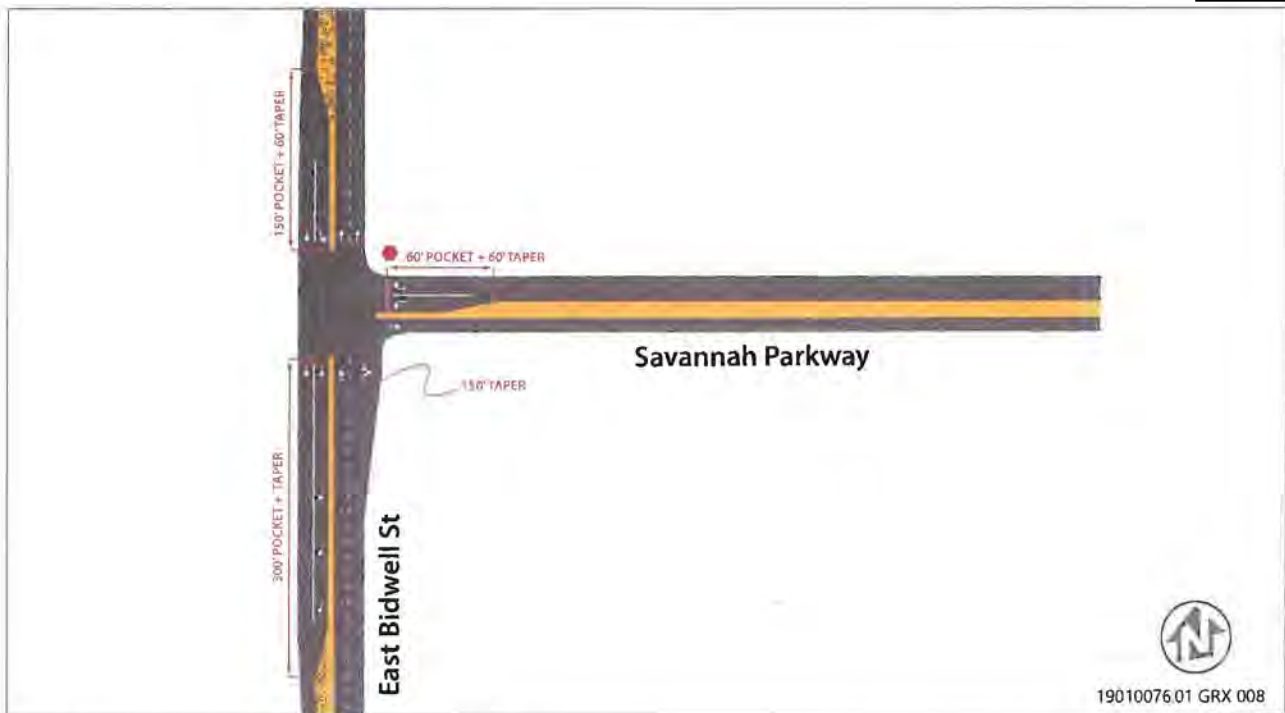 150' POCKET + 60' TAPER
60' POCKET + 60' TAPER
Savannah Parkway
150' TAPER
300' POCKET + TAPER
East Bidwell St
N
19010076.01 GRX 008